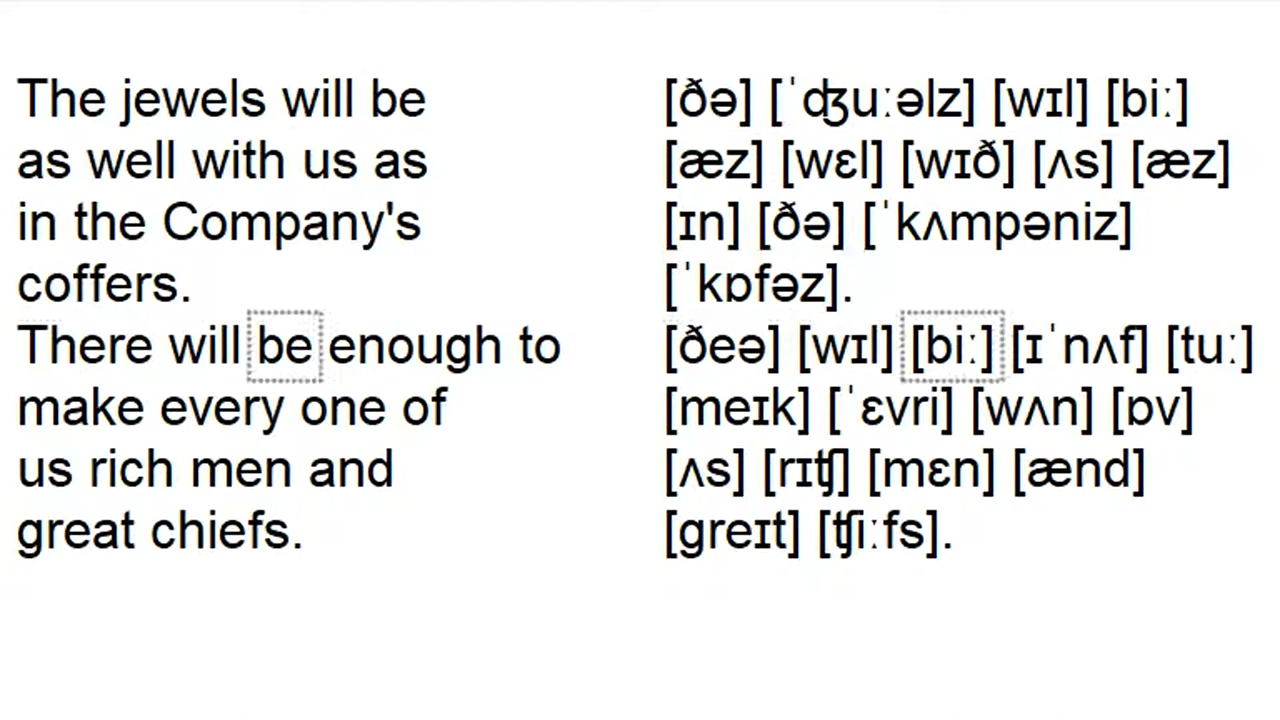 The jewels will be
as well with us as
in the Company's
coffers.
There will be enough to
make every one of
us rich men and
great chiefs.
[ðə] [ˈʤuːəlz] [wɪl] [biː]
[æz] [wɛl] [wɪð] [ʌs] [æz]
[ɪn] [ðə] [ˈkʌmpəniz]
[ˈkɒfəz].
[ðeə] [wɪl] [biː] [ɪˈnʌf] [tuː]
[meɪk] [ˈɛvri] [wʌn] [ɒv]
[ʌs] [rɪʧ] [mɛn] [ænd]
[greɪt] [ʧiːfs].